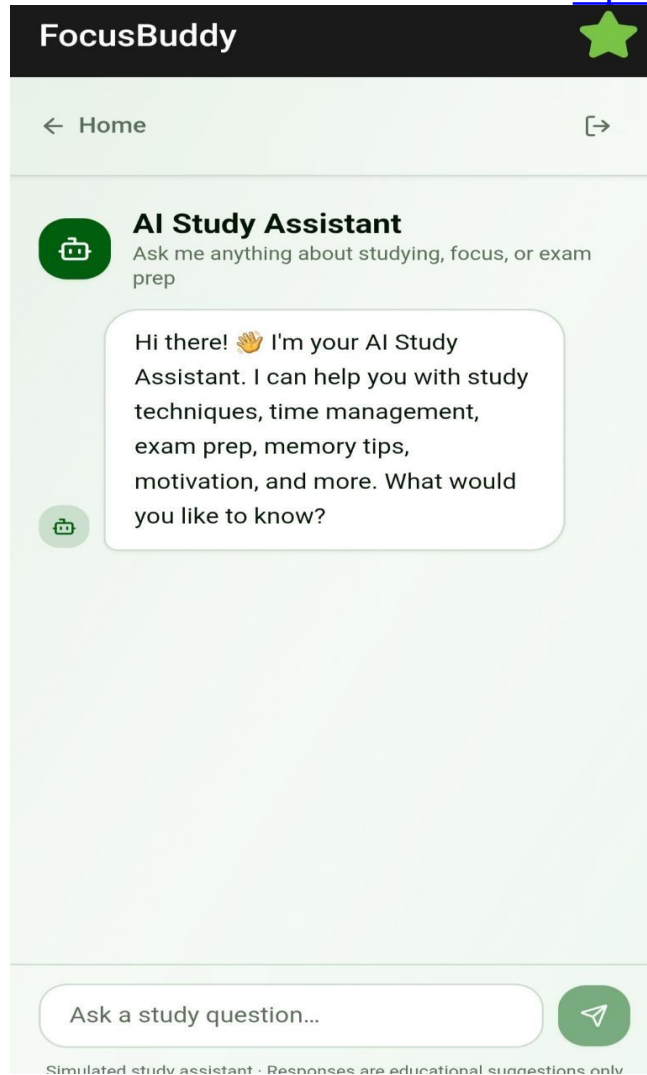 FocusBuddy
← Home
AI Study Assistant
Ask me anything about studying, focus, or exam
prep
Hi there! 👋 I'm your AI Study
Assistant. I can help you with study
techniques, time management,
exam prep, memory tips,
motivation, and more. What would
you like to know?
Ask a study question...
Simulated study assistant · Responses are educational suggestions only